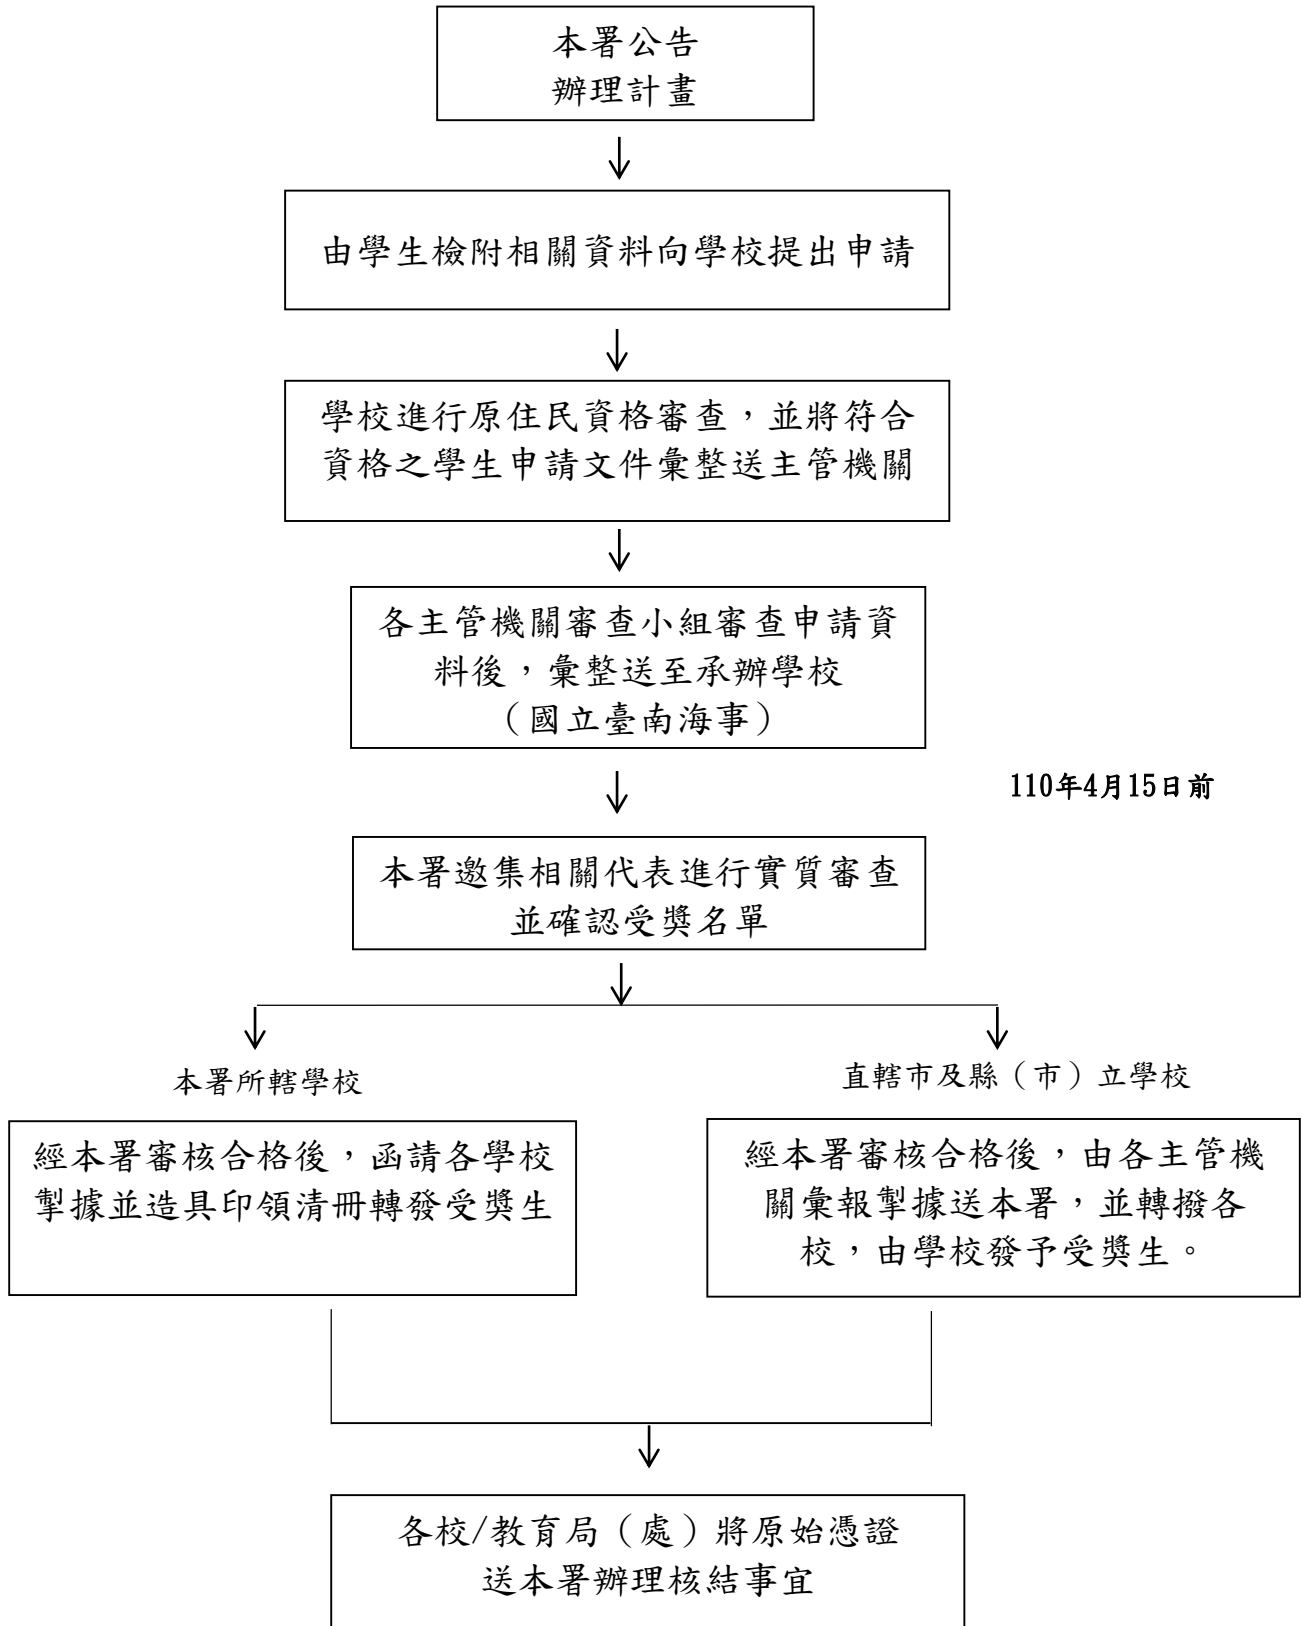 本署公告
辦理計畫
由學生檢附相關資料向學校提出申請
學校進行原住民資格審查，並將符合
資格之學生申請文件彙整送主管機關
各主管機關審查小組審查申請資
料後，彙整送至承辦學校
（國立臺南海事）
110年4月15日前
本署邀集相關代表進行實質審查
並確認受獎名單
本署所轄學校
直轄市及縣（市）立學校
經本署審核合格後，函請各學校
掣據並造具印領清冊轉發受獎生
經本署審核合格後，由各主管機
關彙報掣據送本署，並轉撥各
校，由學校發予受獎生。
各校/教育局（處）將原始憑證
送本署辦理核結事宜